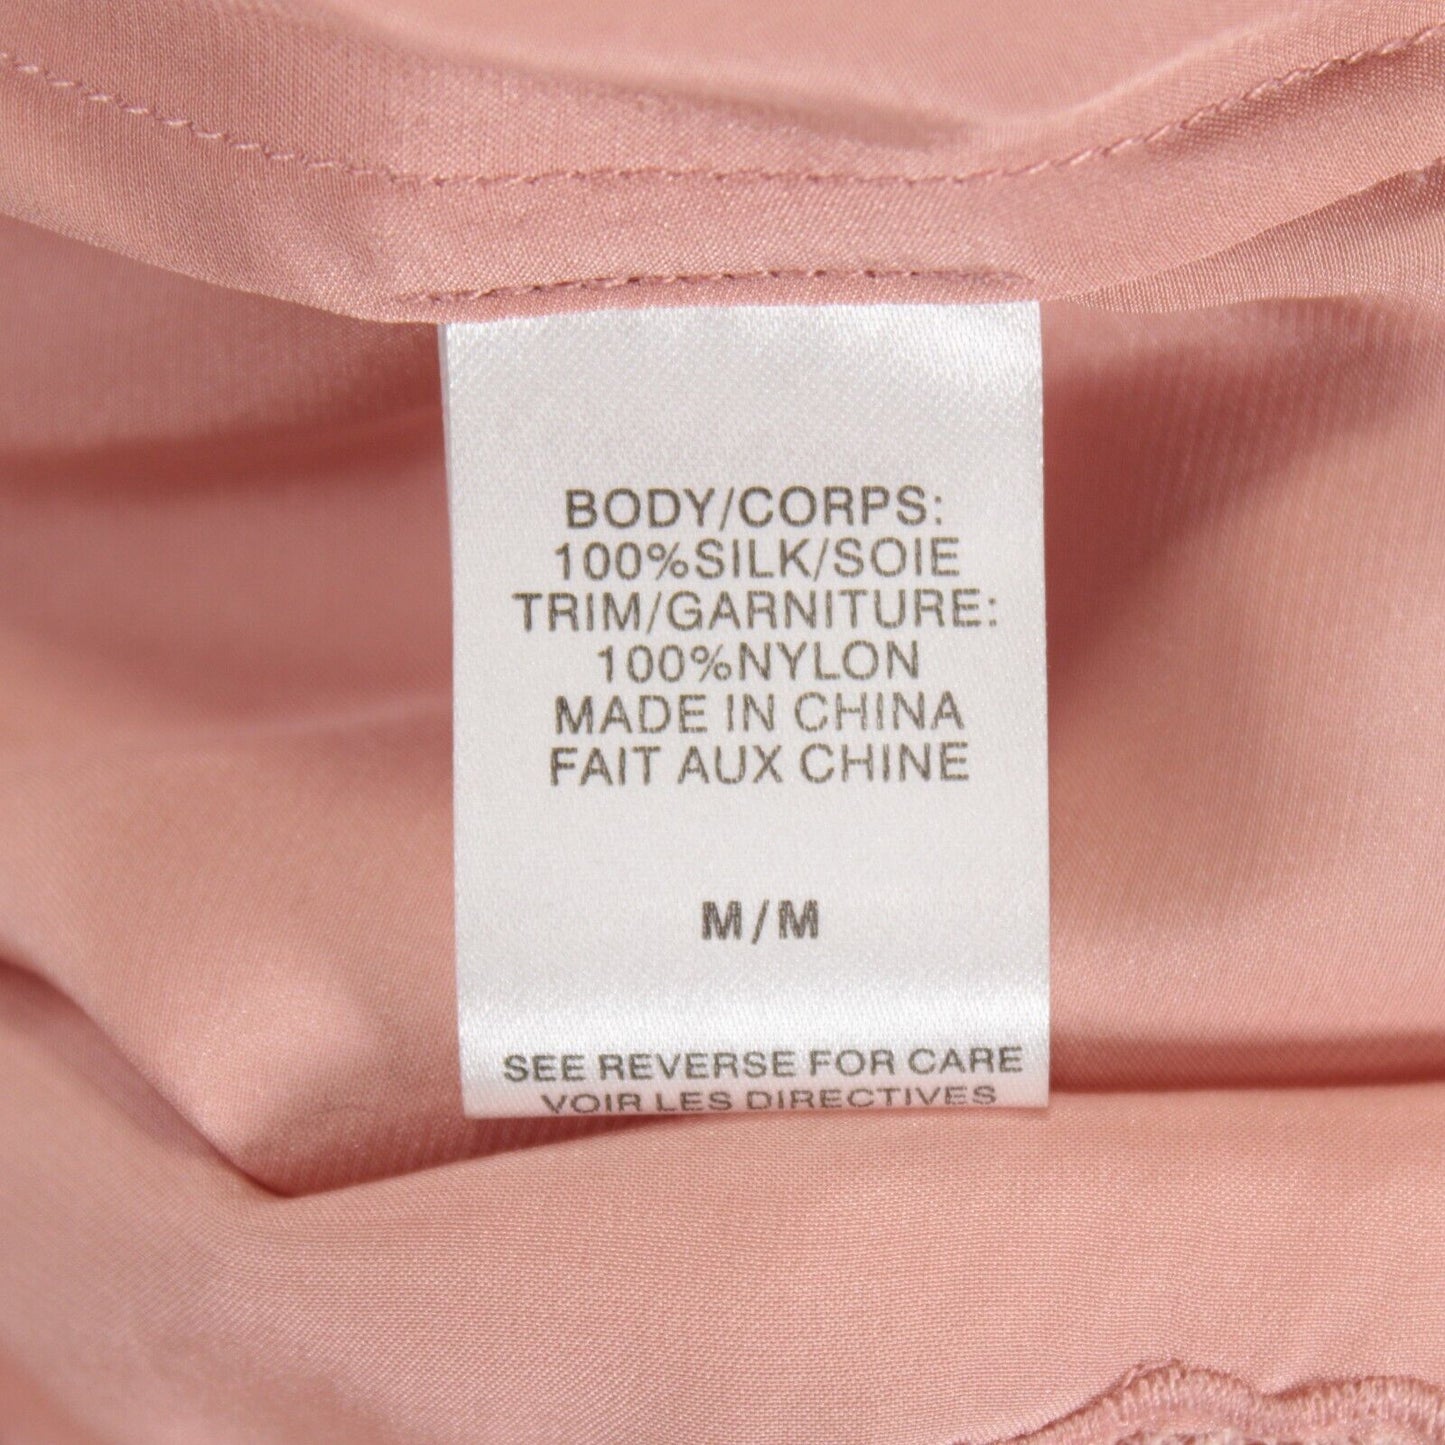 BODY/CORPS:
100%SILK/SOIE
TRIM/GARNITURE:
100%NYLON
MADE IN CHINA
FAIT AUX CHINE
M/M
SEE REVERSE FOR CARE
VOIR LES DIRECTIVES